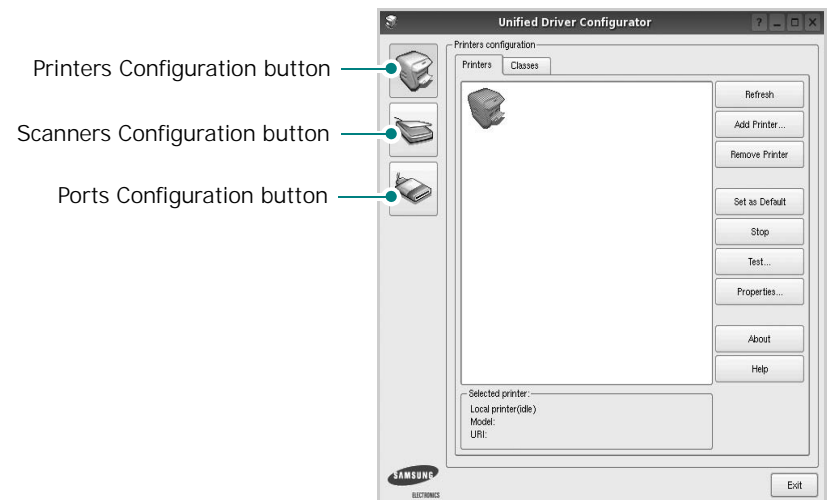 Unified Driver Configurator
Printers configuration
Printers Classes
Printers Configuration button
Scanners Configuration button
Ports Configuration button
Refresh
Add Printer...
Remove Printer
Set as Default
Stop
Test...
Properties...
About
Help
Selected printer:
Local printer(idle)
Model:
URI:
SAMSUNG
ELECTRONICS
Exit